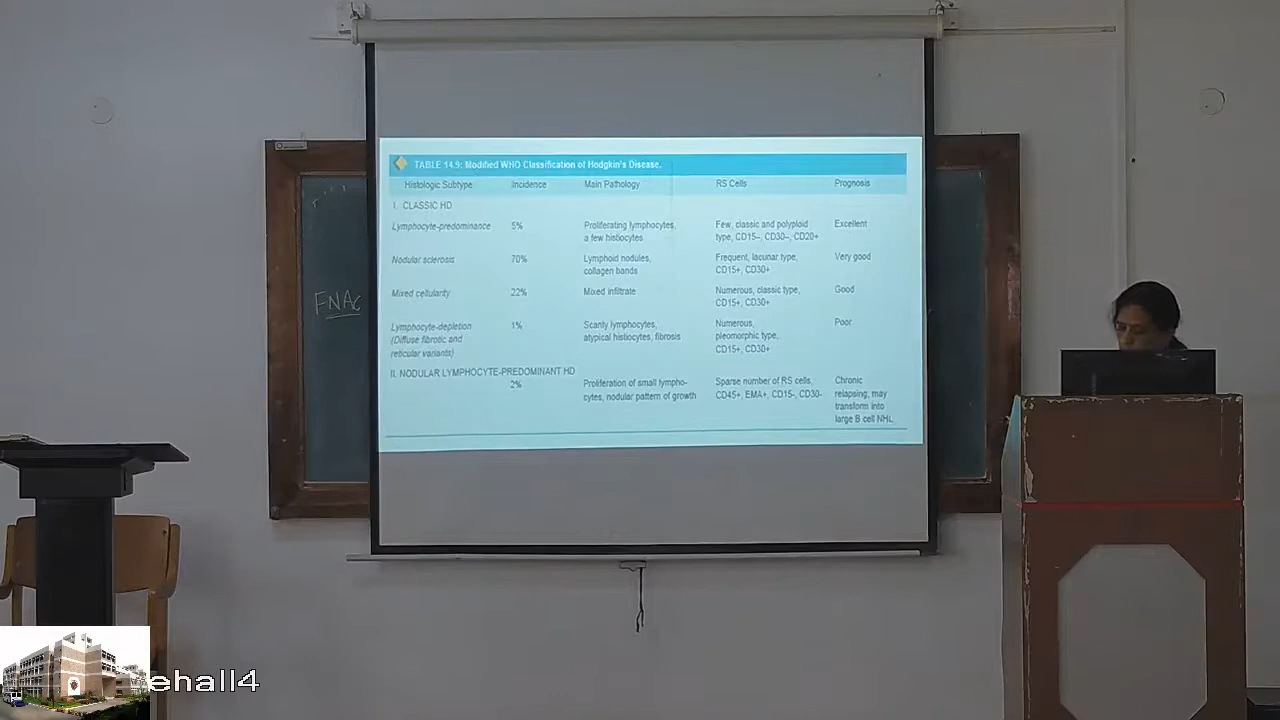 TABLE 14.9: Modified WHO Classification of Hodgkin's Disease.
Histologic Subtype Incidence Main Pathology RS Cells Prognosis
I. CLASSIC HD
Lymphocyte-predominance 5% Proliferating lymphocytes, Few, classic and polyploid Excellent
a few histiocytes type, CD15–, CD30–, CD20+
Nodular sclerosis 70% Lymphoid nodules, Frequent, lacunar type, Very good
collagen bands CD15+, CD30+
Mixed cellularity 22% Mixed infiltrate Numerous, classic type, Good
CD15+, CD30+
Lymphocyte-depletion 1% Scanty lymphocytes, Numerous, Poor
(Diffuse fibrotic and atypical histiocytes, fibrosis pleomorphic type,
reticular variants) CD15+, CD30+
II. NODULAR LYMPHOCYTE-PREDOMINANT HD
2% Proliferation of small lympho- Sparse number of RS cells, Chronic
cytes, nodular pattern of growth CD45+, EMA+, CD15-, CD30- relapsing, may
transform into
large B cell NHL
FNAC
ehall4